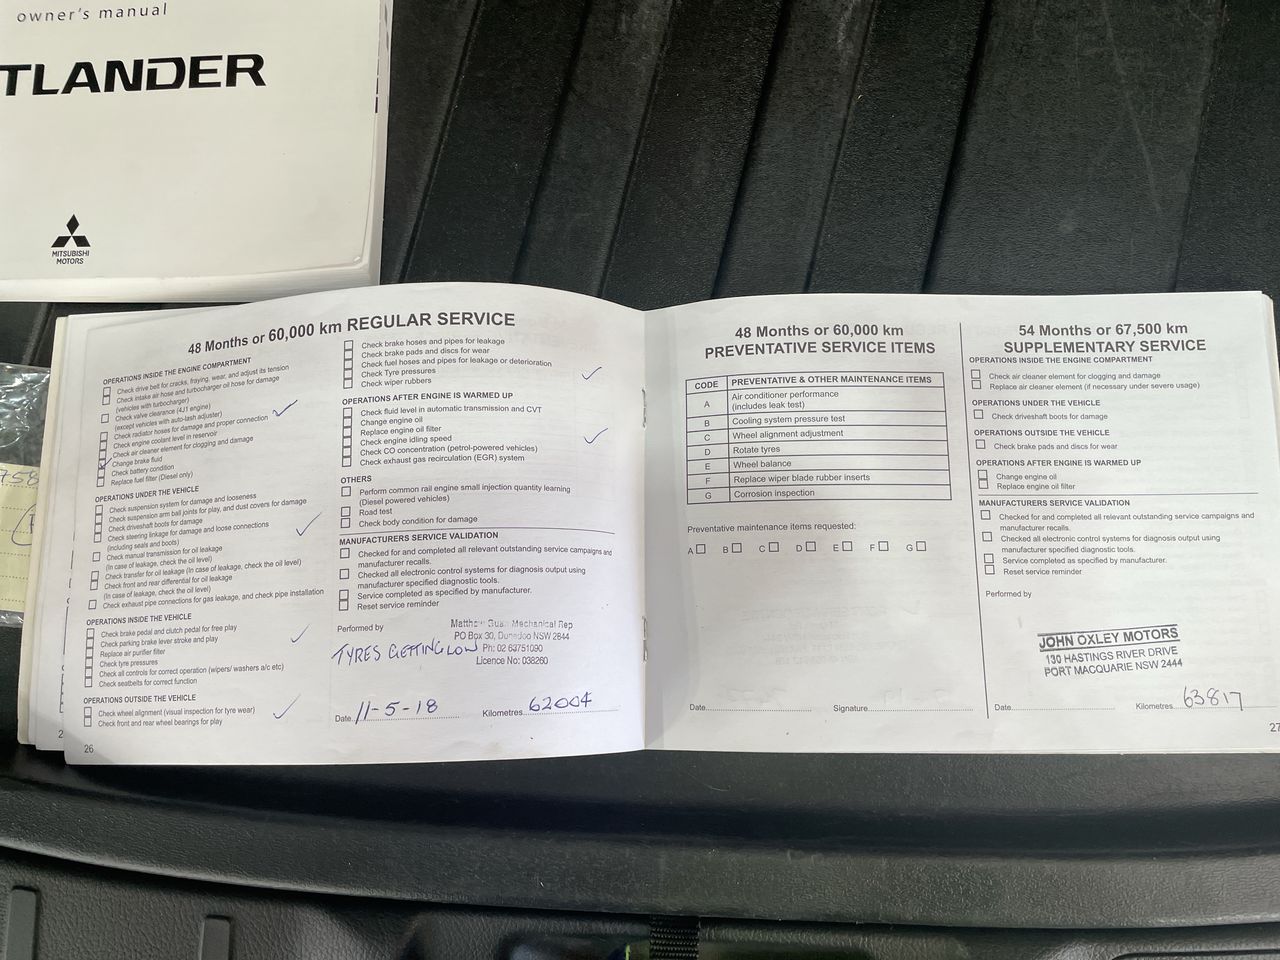 owner's manual
TLANDER
MITSUBISHI
MOTORS
758
48 Months or 60,000 km REGULAR SERVICE
OPERATIONS INSIDE THE ENGINE COMPARTMENT
Check drive belt for cracks, fraying, wear, and adjust its tension
Check intake air hose and turbocharger oil hose for damage
(vehicles with turbocharger)
Check valve clearance (4J1 engine)
(except vehicles with auto-lash adjuster)
Check radiator hoses for damage and proper connection
Check engine coolant level in reservoir
Check air cleaner element for clogging and damage
Change brake fluid
Check battery condition
Replace fuel filter (Diesel only)
OPERATIONS UNDER THE VEHICLE
Check suspension system for damage and looseness
Check suspension arm ball joints for play, and dust covers for damage
Check driveshaft boots for damage
Check steering linkage for damage and loose connections
(including seals and boots)
Check manual transmission for oil leakage
(In case of leakage, check the oil level)
Check transfer for oil leakage (In case of leakage, check the oil level)
Check front and rear differential for oil leakage
(In case of leakage, check the oil level)
Check exhaust pipe connections for gas leakage, and check pipe installation
OPERATIONS INSIDE THE VEHICLE
Check brake pedal and clutch pedal for free play
Check parking brake lever stroke and play
Replace air purifier filter
Check tyre pressures
Check all controls for correct operation (wipers/ washers a/c etc)
Check seatbelts for correct function
OPERATIONS OUTSIDE THE VEHICLE
Check wheel alignment (visual inspection for tyre wear)
Check front and rear wheel bearings for play
26
Check brake hoses and pipes for leakage
Check brake pads and discs for wear
Check fuel hoses and pipes for leakage or deterioration
Check Tyre pressures
Check wiper rubbers
OPERATIONS AFTER ENGINE IS WARMED UP
Check fluid level in automatic transmission and CVT
Change engine oil
Replace engine oil filter
Check engine idling speed
Check CO concentration (petrol-powered vehicles)
Check exhaust gas recirculation (EGR) system
OTHERS
Perform common rail engine small injection quantity learning
(Diesel powered vehicles)
Road test
Check body condition for damage
MANUFACTURERS SERVICE VALIDATION
Checked for and completed all relevant outstanding service campaigns and
manufacturer recalls.
Checked all electronic control systems for diagnosis output using
manufacturer specified diagnostic tools.
Service completed as specified by manufacturer.
Reset service reminder
Performed by
Mechanical Rep
PO Box 30, Dunedoo NSW 2844
Ph: 02 63751090
Licence No: 038260
TYRES GETTING LOW
Date 11-5-18 Kilometres 62004
48 Months or 60,000 km
PREVENTATIVE SERVICE ITEMS
CODE PREVENTATIVE & OTHER MAINTENANCE ITEMS
A Air conditioner performance
(includes leak test)
B Cooling system pressure test
C Wheel alignment adjustment
D Rotate tyres
E Wheel balance
F Replace wiper blade rubber inserts
G Corrosion inspection
Preventative maintenance items requested:
A B C D E F G
Date Signature
54 Months or 67,500 km
SUPPLEMENTARY SERVICE
OPERATIONS INSIDE THE ENGINE COMPARTMENT
Check air cleaner element for clogging and damage
Replace air cleaner element (if necessary under severe usage)
OPERATIONS UNDER THE VEHICLE
Check driveshaft boots for damage
OPERATIONS OUTSIDE THE VEHICLE
Check brake pads and discs for wear
OPERATIONS AFTER ENGINE IS WARMED UP
Change engine oil
Replace engine oil filter
MANUFACTURERS SERVICE VALIDATION
Checked for and completed all relevant outstanding service campaigns and
manufacturer recalls.
Checked all electronic control systems for diagnosis output using
manufacturer specified diagnostic tools.
Service completed as specified by manufacturer.
Reset service reminder
Performed by
JOHN OXLEY MOTORS
130 HASTINGS RIVER DRIVE
PORT MACQUARIE NSW 2444
Date Kilometres 63817
27